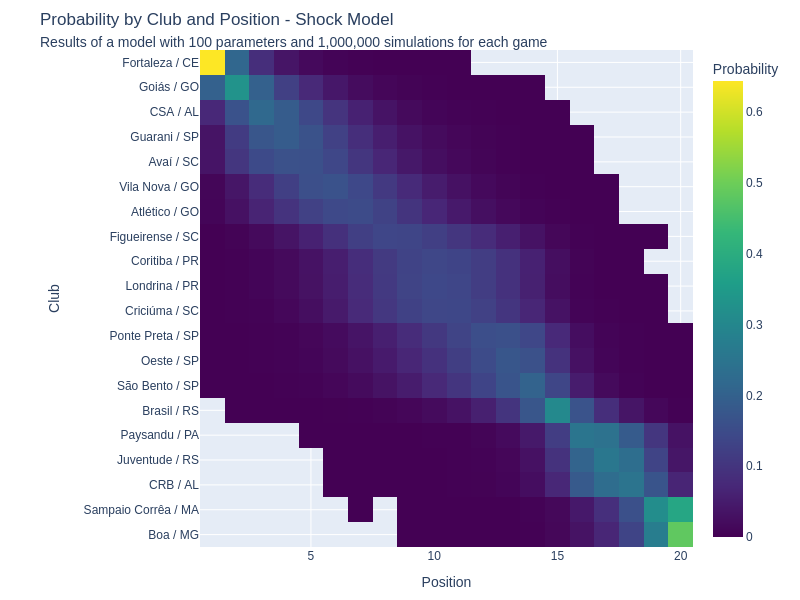 Probability by Club and Position - Shock Model
Results of a model with 100 parameters and 1,000,000 simulations for each game
Probability
Fortaleza / CE
Goiás / GO
CSA / AL
Guarani / SP
Avaí / SC
Vila Nova / GO
Atlético / GO
Figueirense / SC
Coritiba / PR
Londrina / PR
Criciúma / SC
Ponte Preta / SP
Oeste / SP
São Bento / SP
Brasil / RS
Paysandu / PA
Juventude / RS
CRB / AL
Sampaio Corrêa / MA
Boa / MG
Club
5
10
15
20
Position
0.6
0.5
0.4
0.3
0.2
0.1
0